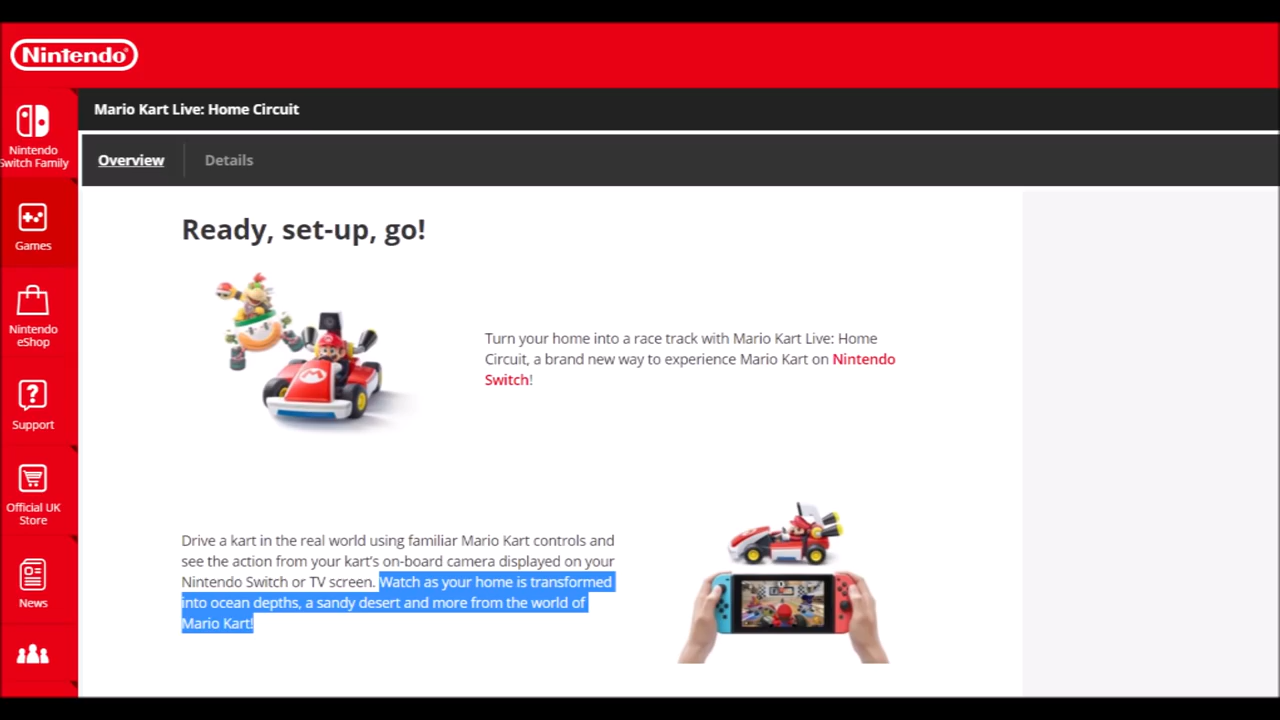 Nintendo
Mario Kart Live: Home Circuit
Nintendo
Switch Family
Games
Nintendo
eShop
Support
Official UK
Store
News
Overview
Details
Ready, set-up, go!
Turn your home into a race track with Mario Kart Live: Home
Circuit, a brand new way to experience Mario Kart on Nintendo
Switch!
Drive a kart in the real world using familiar Mario Kart controls and
see the action from your kart's on-board camera displayed on your
Nintendo Switch or TV screen. Watch as your home is transformed
into ocean depths, a sandy desert and more from the world of
Mario Kart!